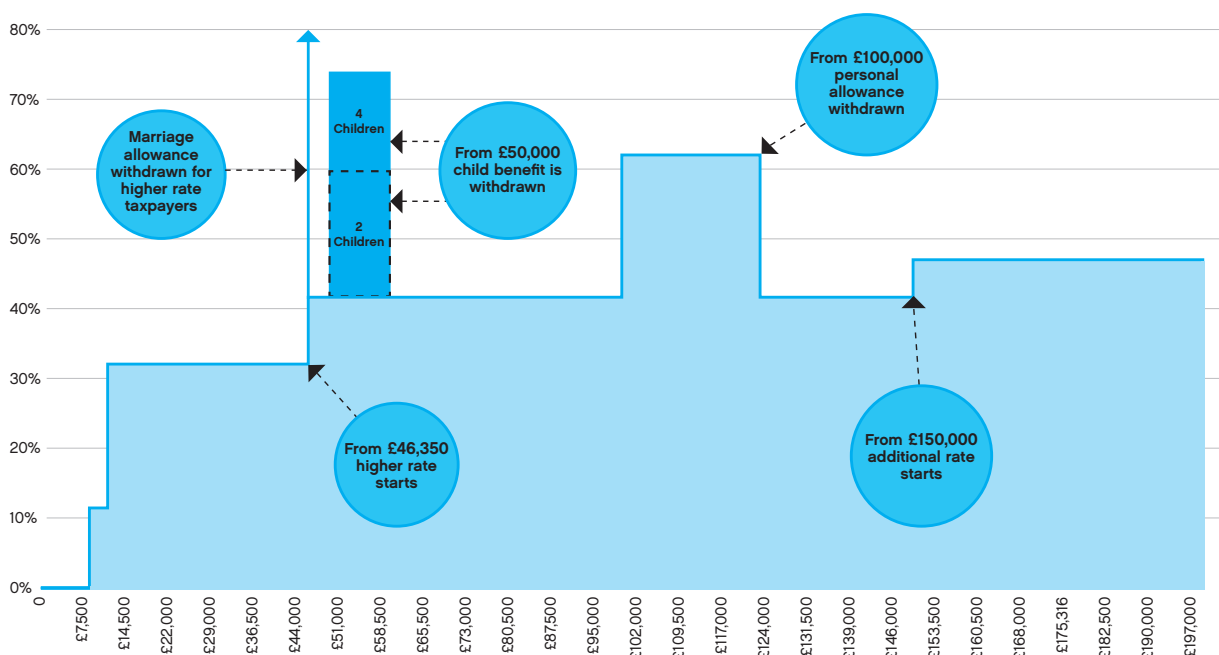 80%
70%
60%
50%
40%
30%
20%
10%
0%
Marriage
allowance
withdrawn for
higher rate
taxpayers
4
Children
2
Children
From £50,000
child benefit is
withdrawn
From £100,000
personal
allowance
withdrawn
From £46,350
higher rate
starts
From £150,000
additional rate
starts
0
£7,500
£14,500
£22,000
£29,000
£36,500
£44,000
£51,000
£58,500
£65,500
£73,000
£80,500
£87,500
£95,000
£102,000
£109,500
£117,000
£124,000
£131,500
£139,000
£146,000
£153,500
£160,500
£168,000
£175,316
£182,500
£190,000
£197,000